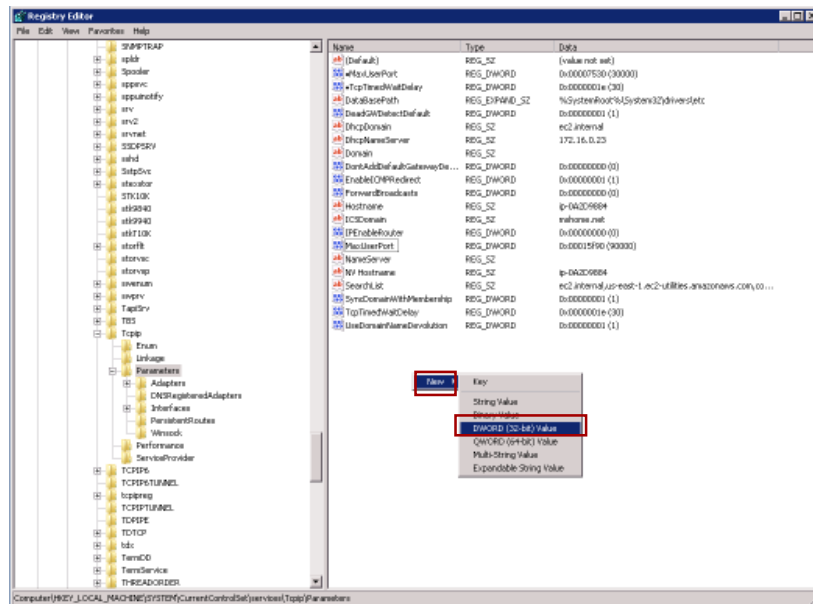 Registry Editor
File Edit View Favorites Help
SNMPTRAP
spldr
Spooler
sppsvc
sppuinotify
srv
srv2
srvnet
SSDPSRV
sshd
SstpSvc
stexstor
STK10K
stk9840
stk9940
stkT10K
storflt
storvsc
storvsp
swenum
swprv
TapiSrv
TBS
Tcpip
Enum
Linkage
Parameters
Adapters
DNSRegisteredAdapters
Interfaces
PersistentRoutes
Winsock
Performance
ServiceProvider
TCPIP6
TCPIP6TUNNEL
tcpipreg
TCPIPTUNNEL
TDPIPE
TDTCP
tdx
TermDD
TermService
THREADORDER
Name Type Data
(Default) REG_SZ (value not set)
•MaxUserPort REG_DWORD 0x00007530 (30000)
•TcpTimedWaitDelay REG_DWORD 0x0000001e (30)
DataBasePath REG_EXPAND_SZ %SystemRoot%\System32\drivers\etc
DeadGWDetectDefault REG_DWORD 0x00000001 (1)
DhcpDomain REG_SZ ec2.internal
DhcpNameServer REG_SZ 172.16.0.23
Domain REG_SZ
DontAddDefaultGatewayDe... REG_DWORD 0x00000000 (0)
EnableICMPRedirect REG_DWORD 0x00000001 (1)
ForwardBroadcasts REG_DWORD 0x00000000 (0)
Hostname REG_SZ ip-0A2D9884
ICSDomain REG_SZ mshome.net
IPEnableRouter REG_DWORD 0x00000000 (0)
MaxUserPort REG_DWORD 0x00015F90 (90000)
NameServer REG_SZ
NV Hostname REG_SZ ip-0A2D9884
SearchList REG_SZ ec2.internal,us-east-1.ec2-utilities.amazonaws.com,co...
SyncDomainWithMembership REG_DWORD 0x00000001 (1)
TcpTimedWaitDelay REG_DWORD 0x0000001e (30)
UseDomainNameDevolution REG_DWORD 0x00000001 (1)
New
Key
String Value
Binary Value
DWORD (32-bit) Value
QWORD (64-bit) Value
Multi-String Value
Expandable String Value
Computer\HKEY_LOCAL_MACHINE\SYSTEM\CurrentControlSet\services\Tcpip\Parameters